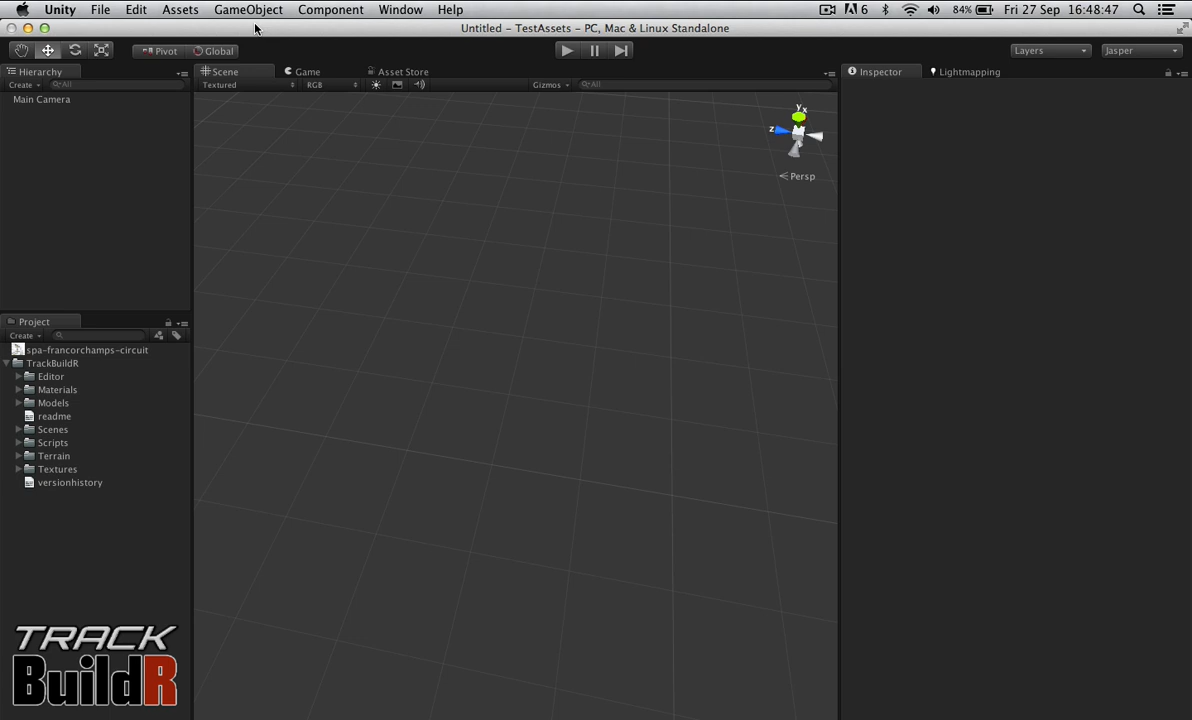 Unity File Edit Assets GameObject Component Window Help 6 84% Fri 27 Sep 16:48:47
Untitled - TestAssets - PC, Mac & Linux Standalone
Pivot Global Layers Jasper
Hierarchy Scene Game Asset Store Inspector Lightmapping
Create All Textured RGB Gizmos All
Main Camera
y x
z
Persp
Project
Create
spa-francorchamps-circuit
TrackBuildR
Editor
Materials
Models
readme
Scenes
Scripts
Terrain
Textures
versionhistory
TRACK
BuildR